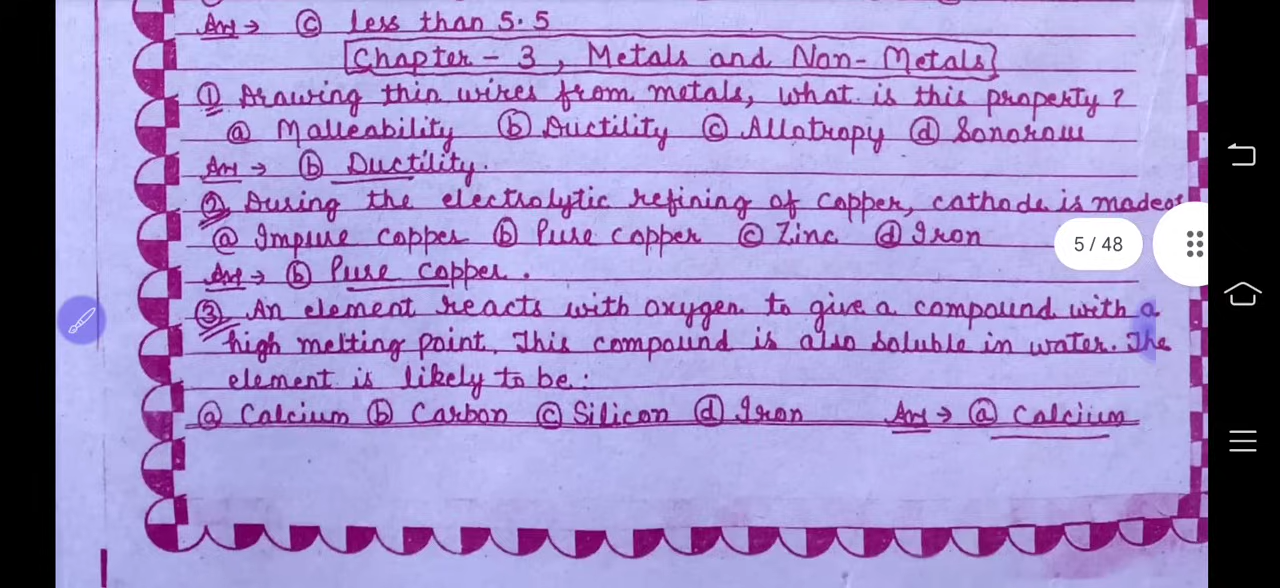 Ans → (c) less than 5.5
Chapter - 3, Metals and Non-Metals
(1) Drawing thin wires from metals, what is this property?
(a) Malleability (b) Ductility (c) Allotropy (d) Sonorous
Ans → (b) Ductility.
(2) During the electrolytic refining of copper, cathode is made of
(a) Impure copper (b) Pure copper (c) Zinc (d) Iron
Ans → (b) Pure copper.
(3) An element reacts with oxygen to give a compound with a
high melting point. This compound is also soluble in water. The
element is likely to be:
(a) Calcium (b) Carbon (c) Silicon (d) Iron Ans → (a) Calcium
5 / 48